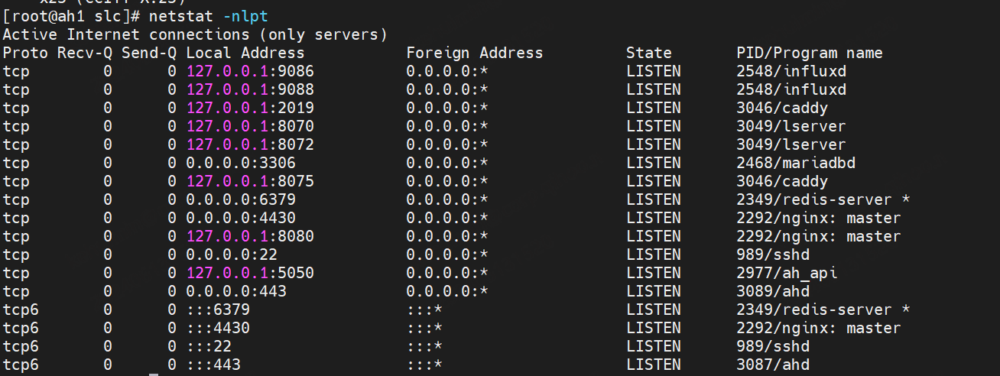 x25 (CCITT X.25)
[root@ah1 slc]# netstat -nlpt
Active Internet connections (only servers)
Proto Recv-Q Send-Q Local Address           Foreign Address         State       PID/Program name
tcp        0      0 127.0.0.1:9086          0.0.0.0:*               LISTEN      2548/influxd
tcp        0      0 127.0.0.1:9088          0.0.0.0:*               LISTEN      2548/influxd
tcp        0      0 127.0.0.1:2019          0.0.0.0:*               LISTEN      3046/caddy
tcp        0      0 127.0.0.1:8070          0.0.0.0:*               LISTEN      3049/lserver
tcp        0      0 127.0.0.1:8072          0.0.0.0:*               LISTEN      3049/lserver
tcp        0      0 0.0.0.0:3306            0.0.0.0:*               LISTEN      2468/mariadbd
tcp        0      0 127.0.0.1:8075          0.0.0.0:*               LISTEN      3046/caddy
tcp        0      0 0.0.0.0:6379            0.0.0.0:*               LISTEN      2349/redis-server *
tcp        0      0 0.0.0.0:4430            0.0.0.0:*               LISTEN      2292/nginx: master
tcp        0      0 127.0.0.1:8080          0.0.0.0:*               LISTEN      2292/nginx: master
tcp        0      0 0.0.0.0:22              0.0.0.0:*               LISTEN      989/sshd
tcp        0      0 127.0.0.1:5050          0.0.0.0:*               LISTEN      2977/ah_api
tcp        0      0 0.0.0.0:443             0.0.0.0:*               LISTEN      3089/ahd
tcp6       0      0 :::6379                 :::*                    LISTEN      2349/redis-server *
tcp6       0      0 :::4430                 :::*                    LISTEN      2292/nginx: master
tcp6       0      0 :::22                   :::*                    LISTEN      989/sshd
tcp6       0      0 :::443                  :::*                    LISTEN      3087/ahd